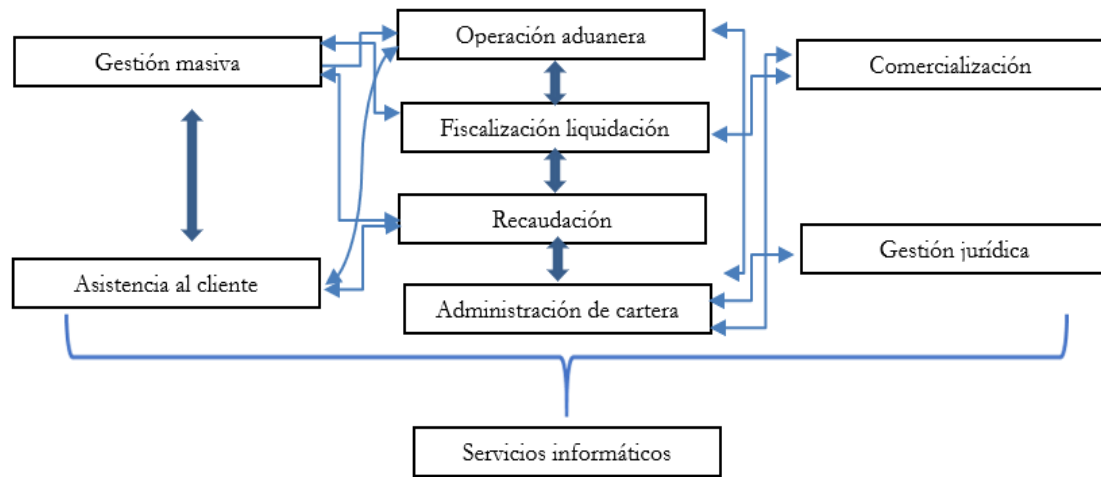 Gestión masiva
Operación aduanera
Comercialización
Fiscalización liquidación
Recaudación
Gestión jurídica
Asistencia al cliente
Administración de cartera
Servicios informáticos